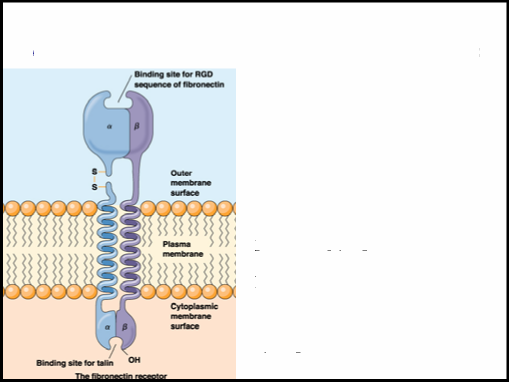 Binding site for RGD
sequence of fibronectin
α
β
S
S
Outer
membrane
surface
Plasma
membrane
Cytoplasmic
membrane
surface
α
β
Binding site for talin
OH
The fibronectin receptor